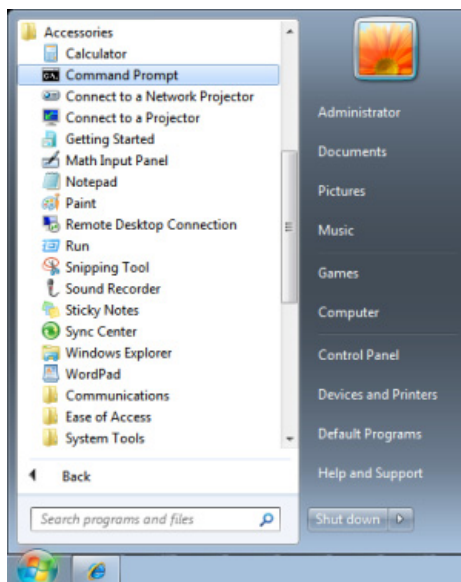 Accessories
Calculator
Command Prompt
Connect to a Network Projector
Connect to a Projector
Getting Started
Math Input Panel
Notepad
Paint
Remote Desktop Connection
Run
Snipping Tool
Sound Recorder
Sticky Notes
Sync Center
Windows Explorer
WordPad
Communications
Ease of Access
System Tools
Back
Search programs and files
Administrator
Documents
Pictures
Music
Games
Computer
Control Panel
Devices and Printers
Default Programs
Help and Support
Shut down